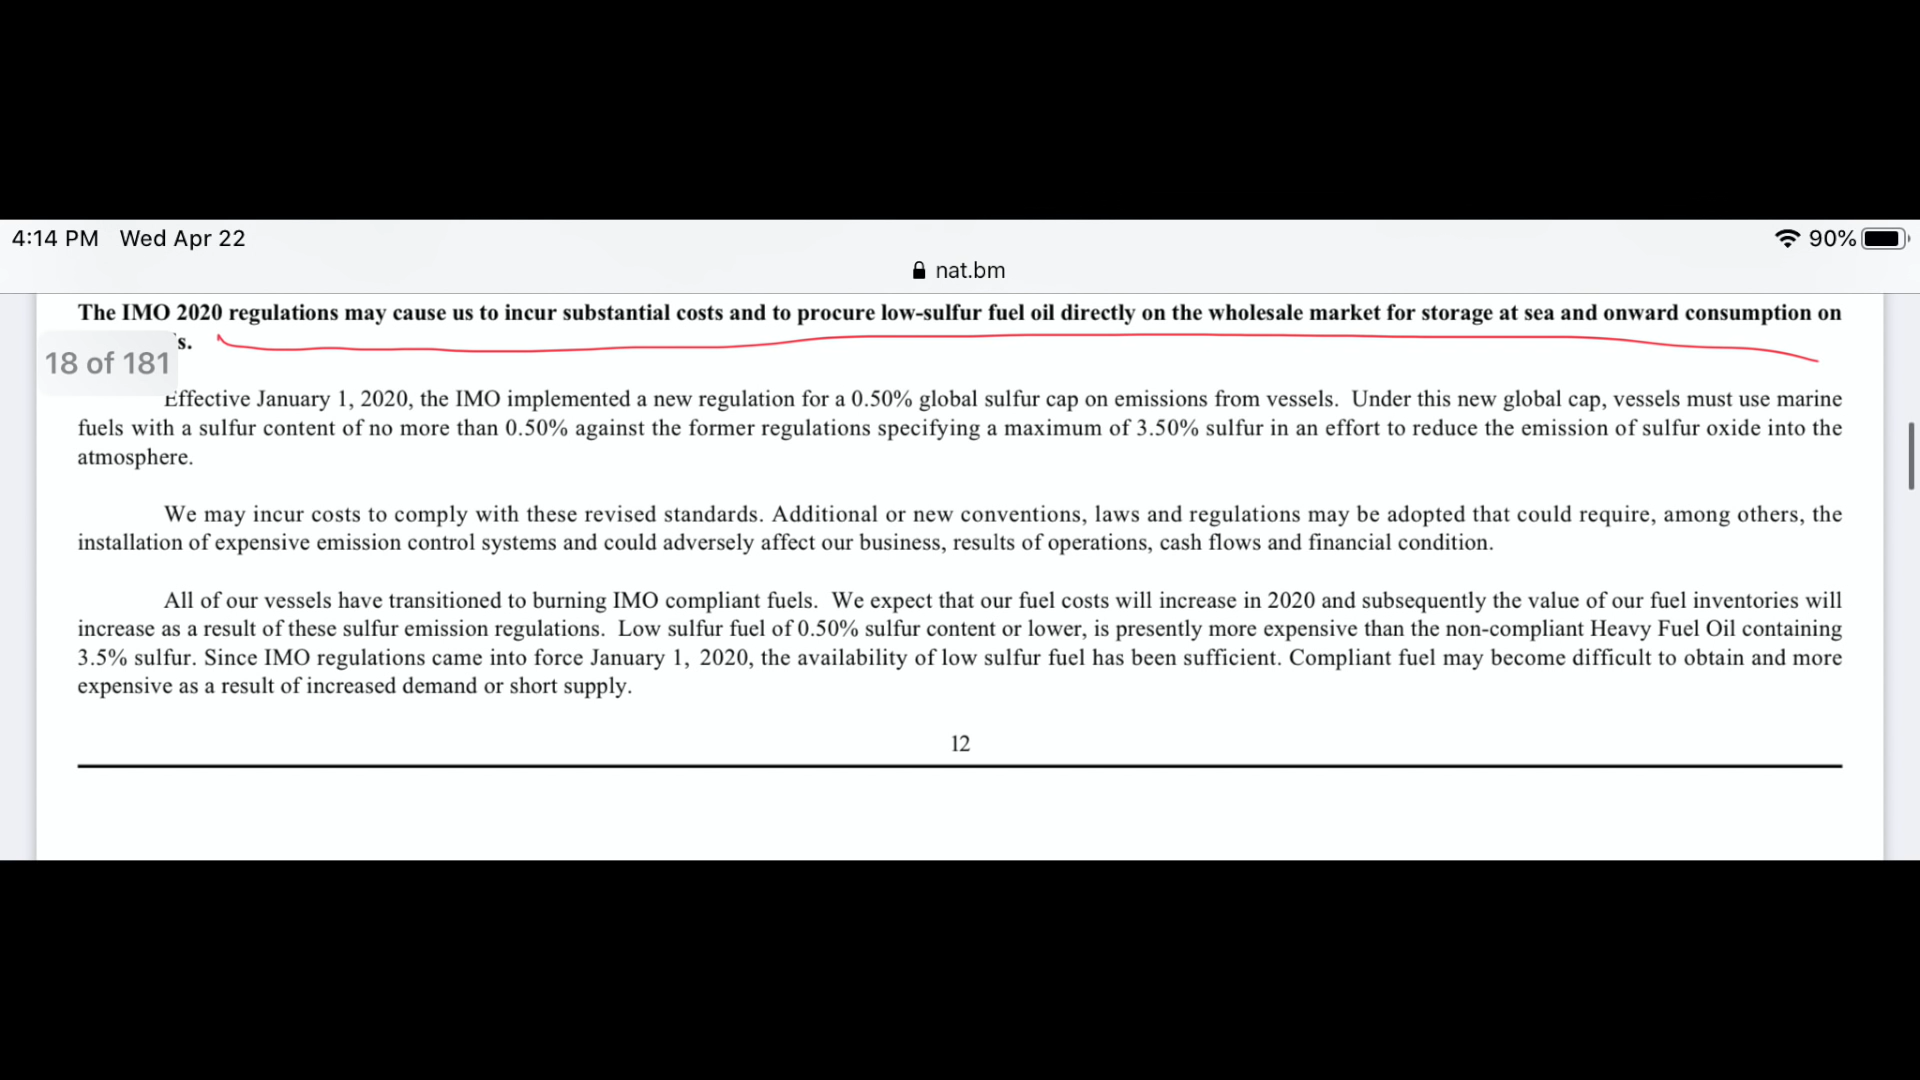 4:14 PM Wed Apr 22
90%
nat.bm
The IMO 2020 regulations may cause us to incur substantial costs and to procure low-sulfur fuel oil directly on the wholesale market for storage at sea and onward consumption on
s.
18 of 181
Effective January 1, 2020, the IMO implemented a new regulation for a 0.50% global sulfur cap on emissions from vessels. Under this new global cap, vessels must use marine
fuels with a sulfur content of no more than 0.50% against the former regulations specifying a maximum of 3.50% sulfur in an effort to reduce the emission of sulfur oxide into the
atmosphere.
We may incur costs to comply with these revised standards. Additional or new conventions, laws and regulations may be adopted that could require, among others, the
installation of expensive emission control systems and could adversely affect our business, results of operations, cash flows and financial condition.
All of our vessels have transitioned to burning IMO compliant fuels. We expect that our fuel costs will increase in 2020 and subsequently the value of our fuel inventories will
increase as a result of these sulfur emission regulations. Low sulfur fuel of 0.50% sulfur content or lower, is presently more expensive than the non-compliant Heavy Fuel Oil containing
3.5% sulfur. Since IMO regulations came into force January 1, 2020, the availability of low sulfur fuel has been sufficient. Compliant fuel may become difficult to obtain and more
expensive as a result of increased demand or short supply.
12